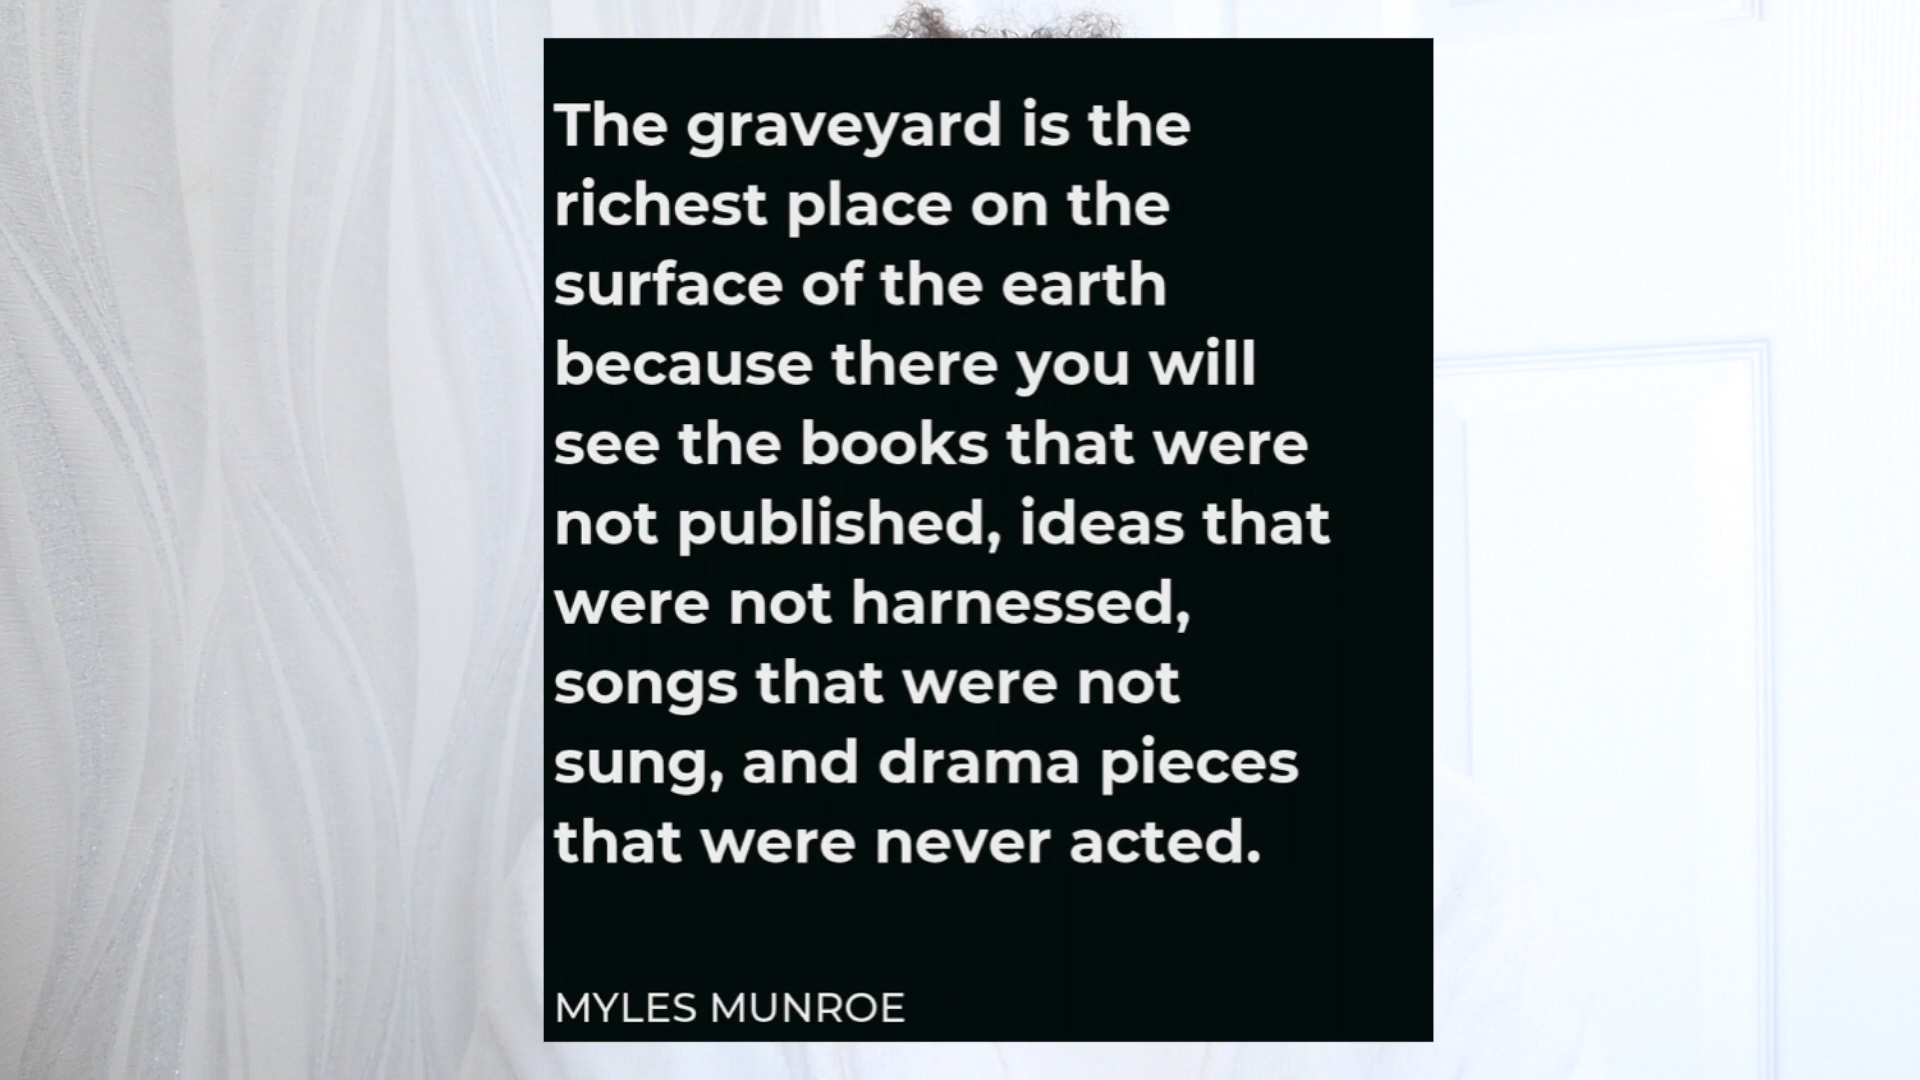 The graveyard is the
richest place on the
surface of the earth
because there you will
see the books that were
not published, ideas that
were not harnessed,
songs that were not
sung, and drama pieces
that were never acted.
MYLES MUNROE